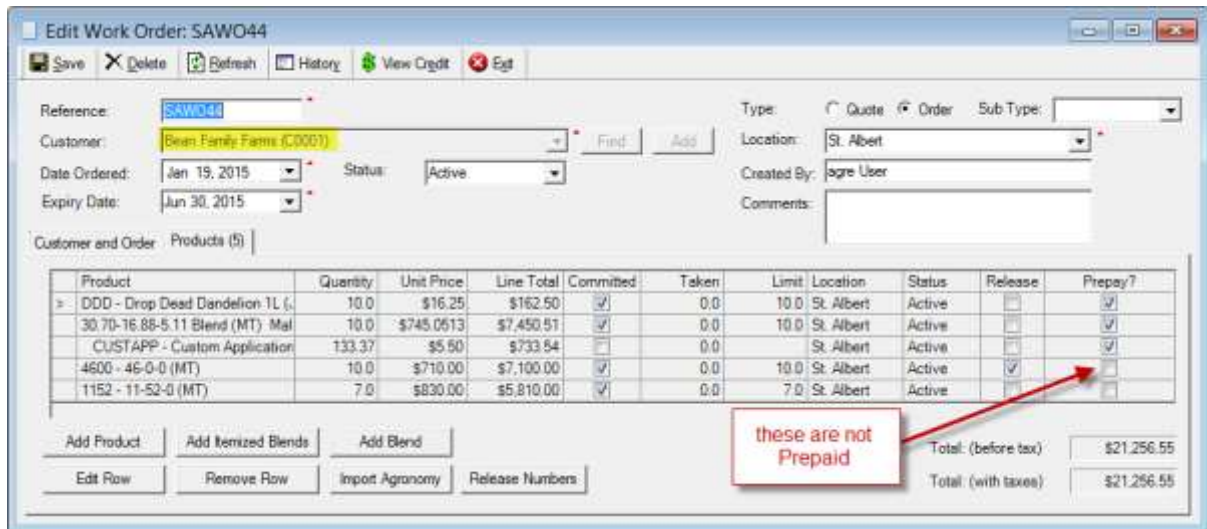 Edit Work Order: SAWO44
Save Delete Refresh History View Credit Exit
Reference: SAWO44 * Type: Quote Order Sub Type:
Customer: Bean Family Farms (C0001) * Find Add Location: St. Albert *
Date Ordered: Jan 19, 2015 * Status: Active Created By: agre User
Expiry Date: Jun 30, 2015 * Comments:
Customer and Order Products (5)
Product Quantity Unit Price Line Total Committed Taken Limit Location Status Release Prepay?
> DDD - Drop Dead Dandelion 1L (. 10.0 $16.25 $162.50 0.0 10.0 St. Albert Active
30.70-16.88-5.11 Blend (MT) Mal 10.0 $745.0513 $7,450.51 0.0 10.0 St. Albert Active
CUSTAPP - Custom Application 133.37 $5.50 $733.54 0.0 St. Albert Active
4600 - 46-0-0 (MT) 10.0 $710.00 $7,100.00 0.0 10.0 St. Albert Active
1152 - 11-52-0 (MT) 7.0 $830.00 $5,810.00 0.0 7.0 St. Albert Active
these are not
Prepaid
Add Product Add Itemized Blends Add Blend Total: (before tax) $21,256.55
Edit Row Remove Row Import Agronomy Release Numbers Total: (with taxes) $21,256.55